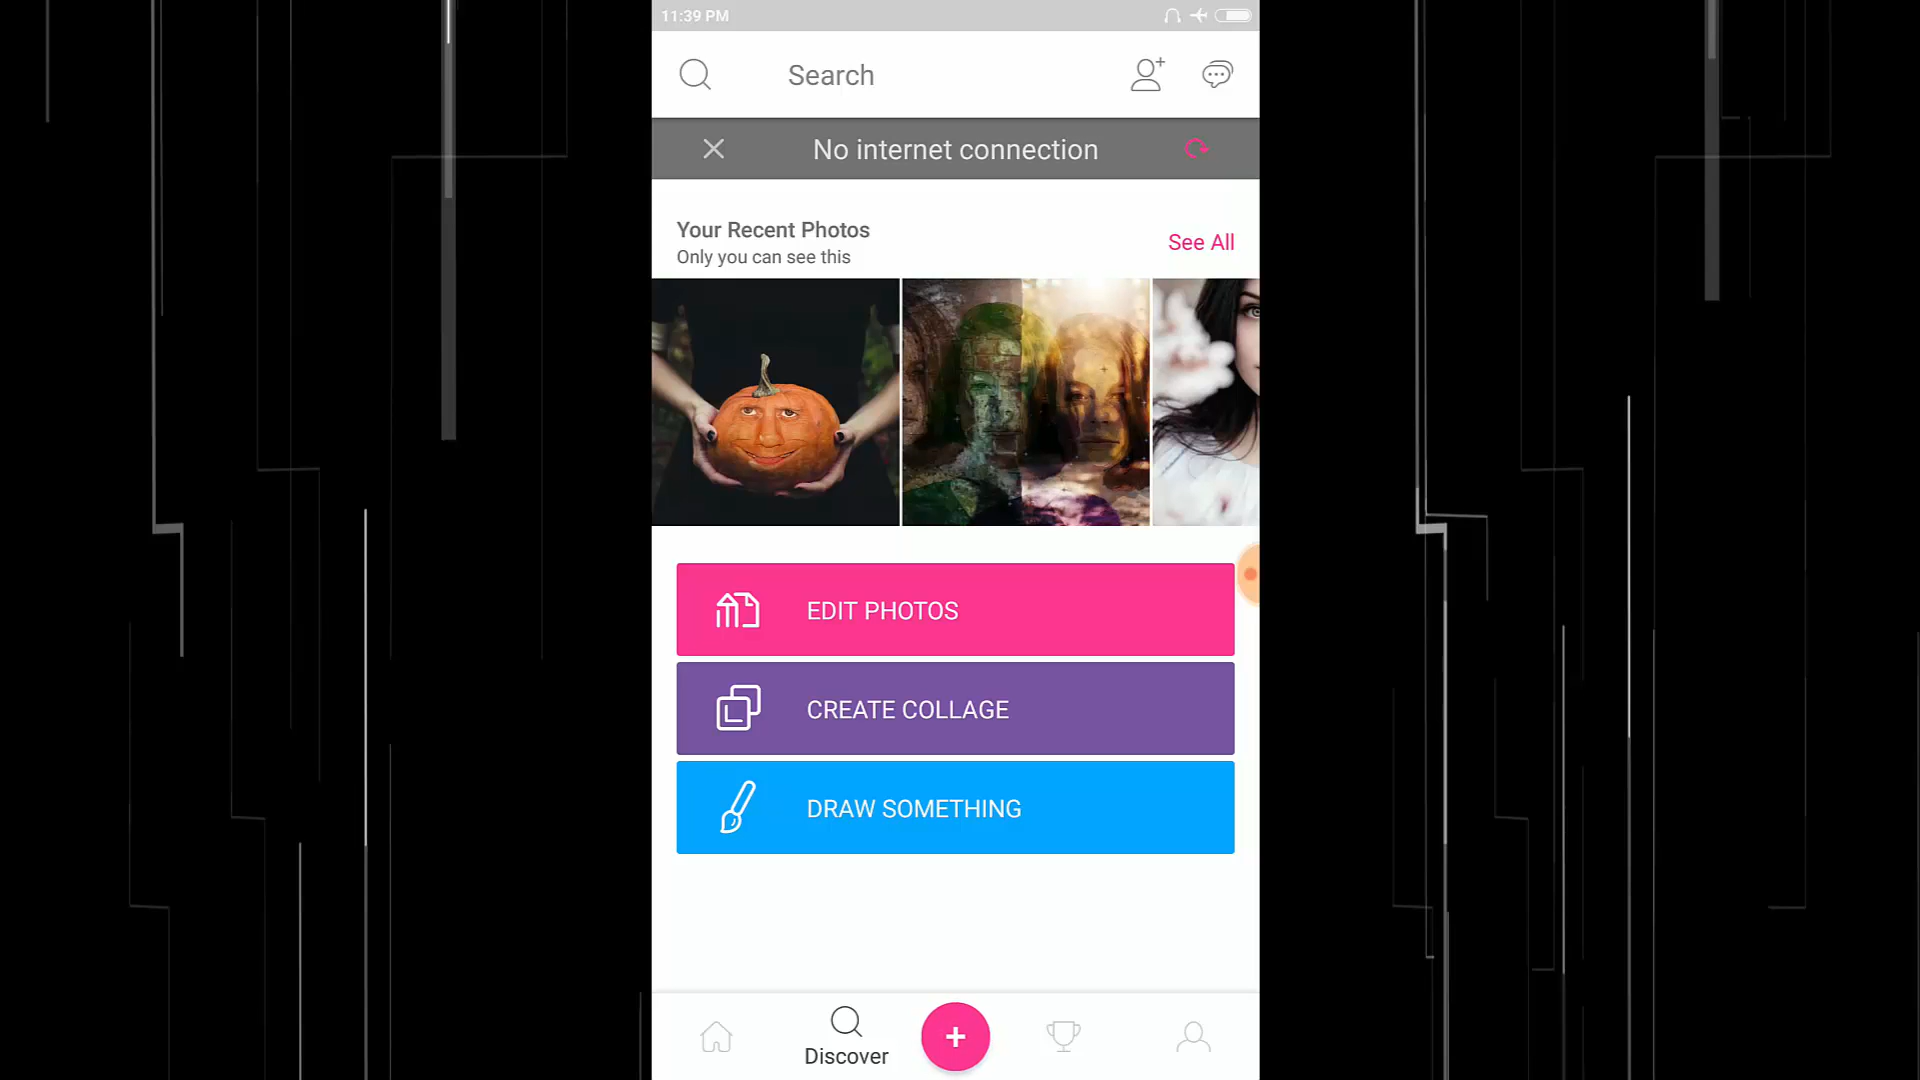 11:39 PM
Search
No internet connection
Your Recent Photos
Only you can see this
See All
EDIT PHOTOS
CREATE COLLAGE
DRAW SOMETHING
Discover